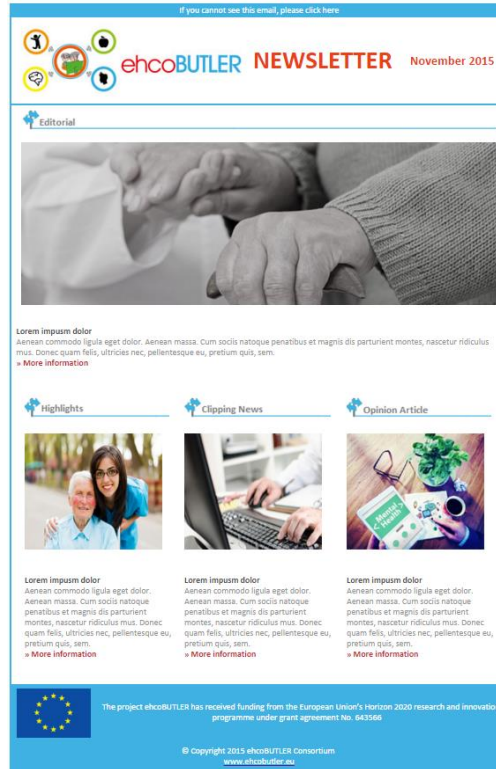 If you cannot see this email, please click here
ehcoBUTLER NEWSLETTER November 2015
Editorial
Lorem impusm dolor
Aenean commodo ligula eget dolor. Aenean massa. Cum sociis natoque penatibus et magnis dis parturient montes, nascetur ridiculus
mus. Donec quam felis, ultricies nec, pellentesque eu, pretium quis, sem.
» More information
Highlights
Lorem impusm dolor
Aenean commodo ligula eget dolor.
Aenean massa. Cum sociis natoque
penatibus et magnis dis parturient
montes, nascetur ridiculus mus. Donec
quam felis, ultricies nec, pellentesque eu,
pretium quis, sem.
» More information
Clipping News
Lorem impusm dolor
Aenean commodo ligula eget dolor.
Aenean massa. Cum sociis natoque
penatibus et magnis dis parturient
montes, nascetur ridiculus mus. Donec
quam felis, ultricies nec, pellentesque eu,
pretium quis, sem.
» More information
Opinion Article
Mental
Health
Lorem impusm dolor
Aenean commodo ligula eget dolor.
Aenean massa. Cum sociis natoque
penatibus et magnis dis parturient
montes, nascetur ridiculus mus. Donec
quam felis, ultricies nec, pellentesque eu,
pretium quis, sem.
» More information
The project ehcoBUTLER has received funding from the European Union's Horizon 2020 research and innovatio
programme under grant agreement No. 643566
© Copyright 2015 ehcoBUTLER Consortium
www.ehcobutler.eu